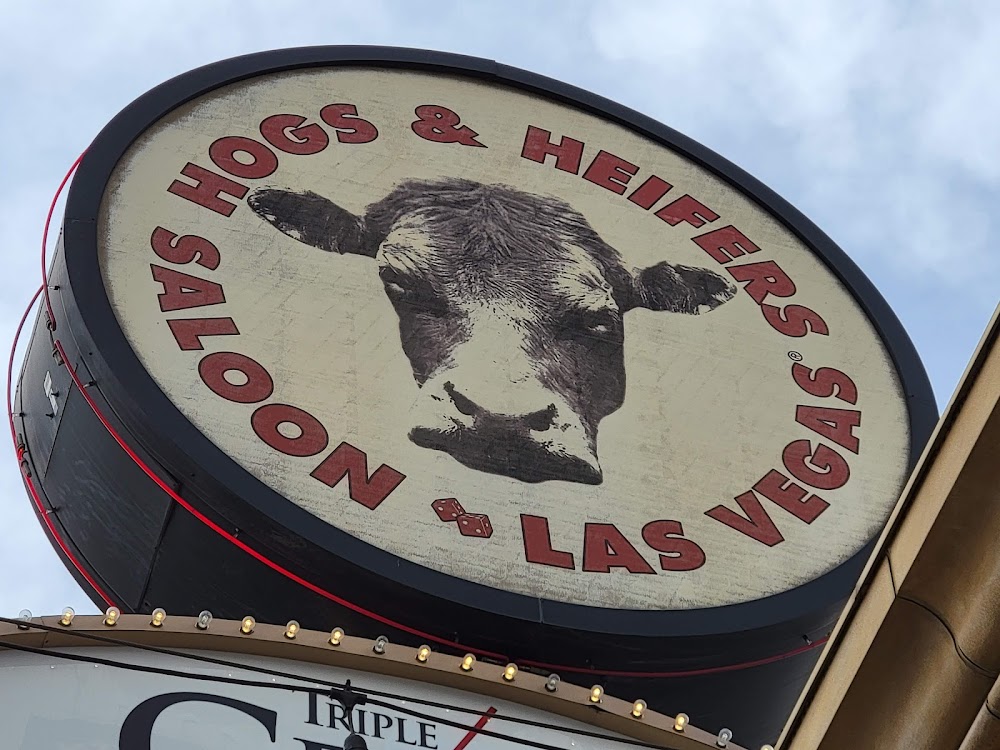 HOGS & HEIFERS®
SALOON
LAS VEGAS
TRIPLE